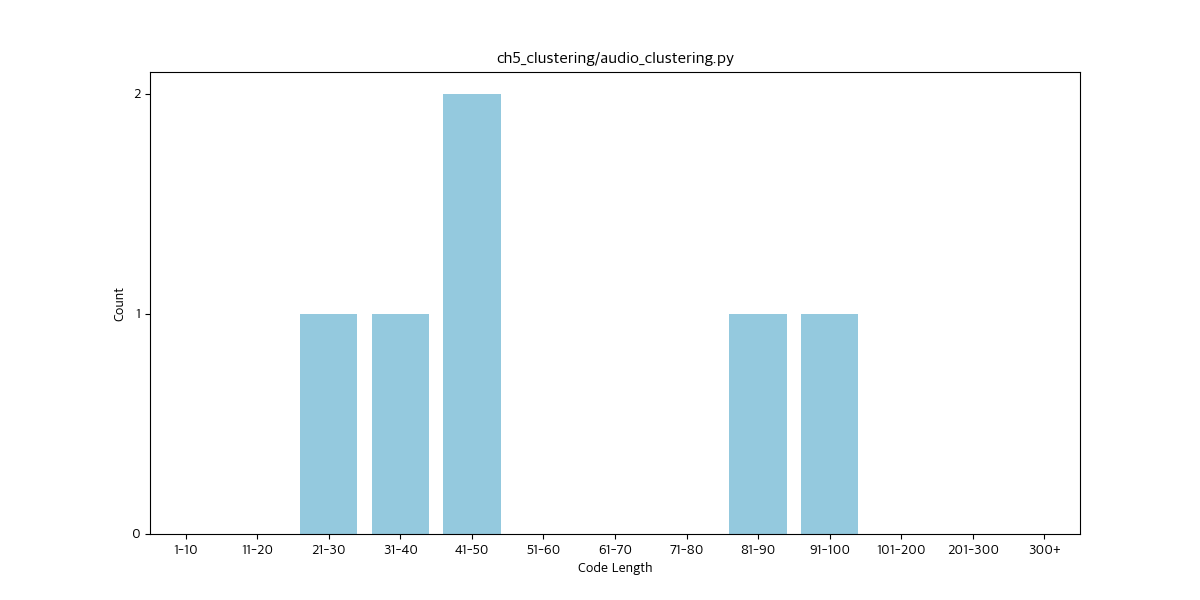 ch5_clustering/audio_clustering.py
2
1
0
Count
1-10 11-20 21-30 31-40 41-50 51-60 61-70 71-80 81-90 91-100 101-200 201-300 300+
Code Length